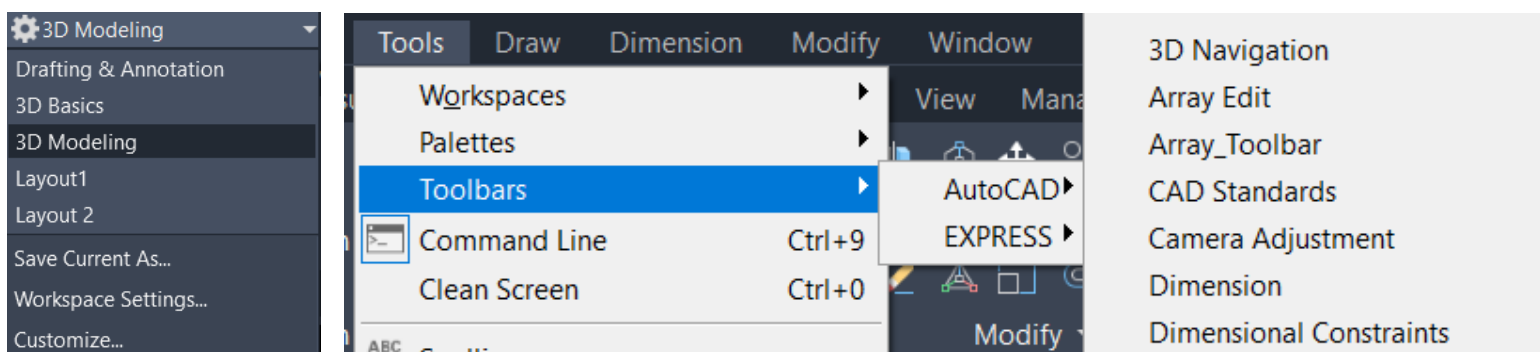 3D Modeling
Drafting & Annotation
3D Basics
3D Modeling
Layout1
Layout 2
Save Current As...
Workspace Settings...
Customize...
Tools Draw Dimension Modify Window
View
Workspaces
Palettes
Toolbars
Command Line Ctrl+9
Clean Screen Ctrl+0
ABC
AutoCAD
EXPRESS
Modify
3D Navigation
Array Edit
Array_Toolbar
CAD Standards
Camera Adjustment
Dimension
Dimensional Constraints